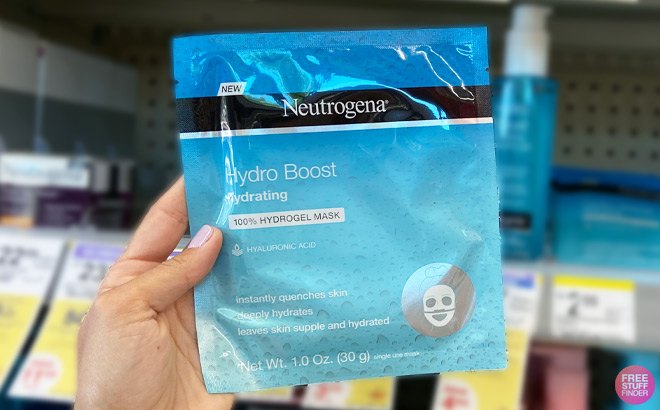 NEW
Neutrogena®
Hydro Boost
hydrating
100% HYDROGEL MASK
HYALURONIC ACID
instantly quenches skin
deeply hydrates
leaves skin supple and hydrated
Net Wt. 1.0 Oz. (30 g) single use mask
FREE
STUFF
FINDER